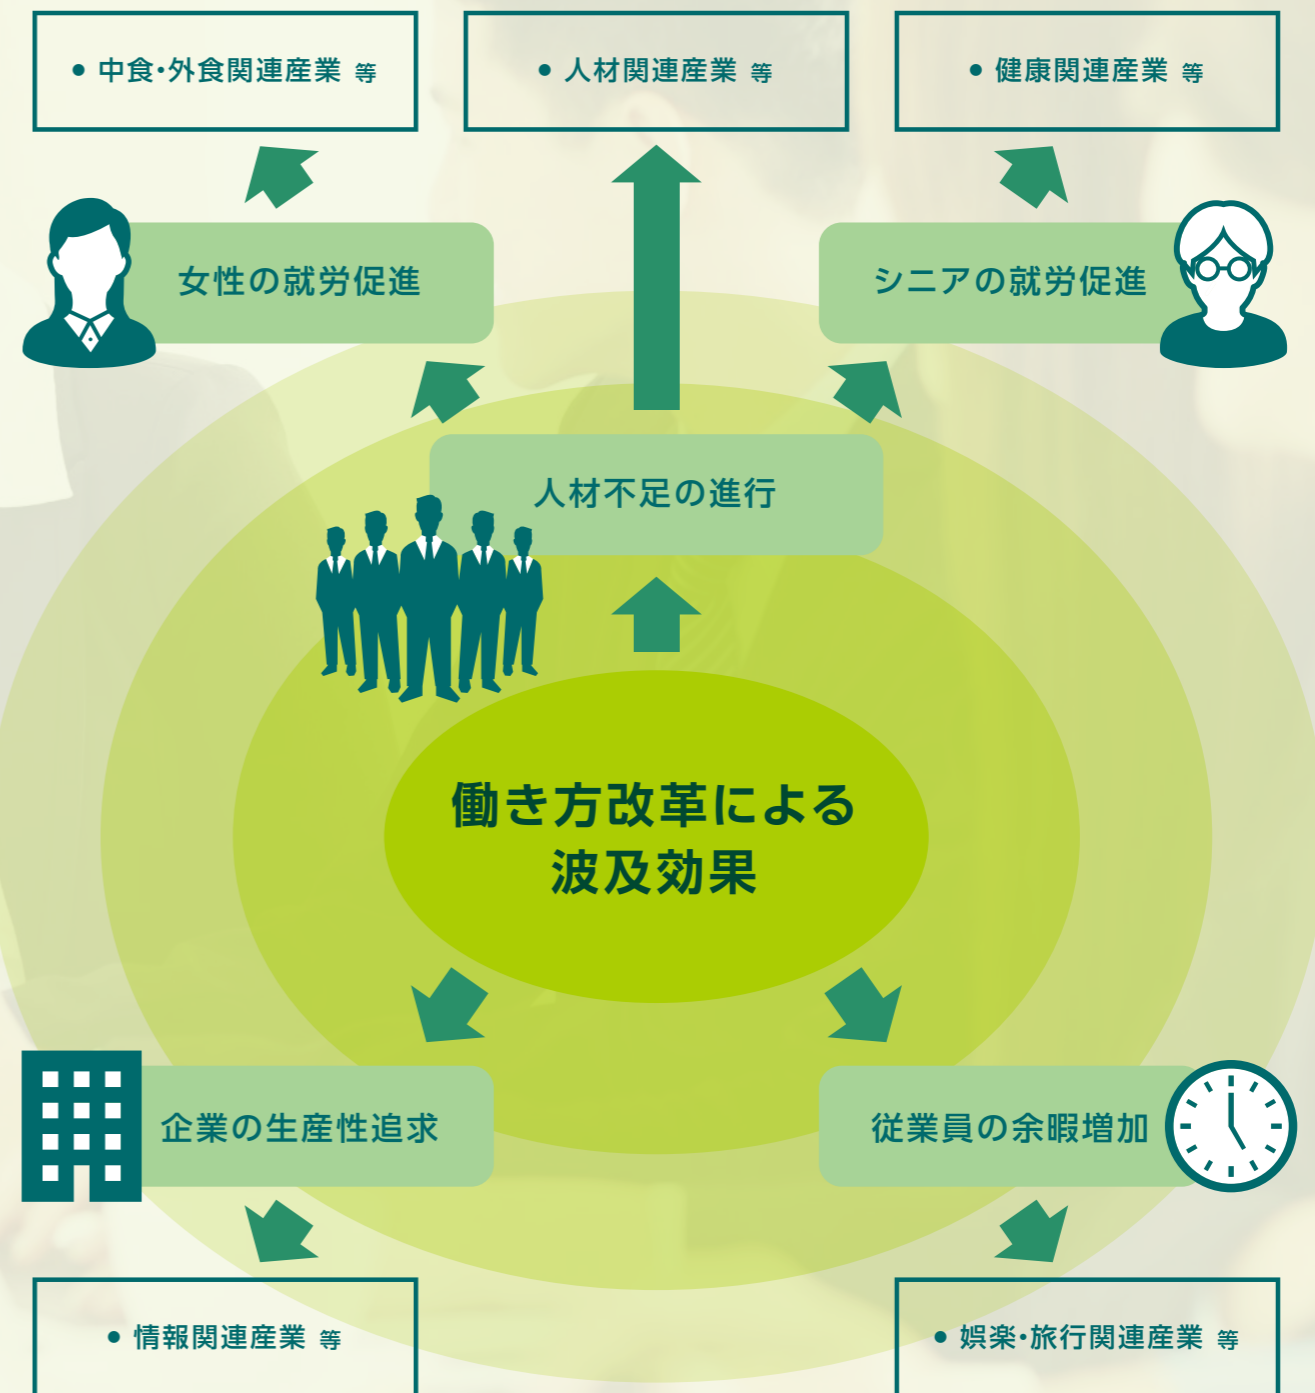 • 中食・外食関連産業 等
• 人材関連産業 等
• 健康関連産業 等
女性の就労促進
シニアの就労促進
人材不足の進行
働き方改革による
波及効果
企業の生産性追求
従業員の余暇増加
• 情報関連産業 等
• 娯楽・旅行関連産業 等